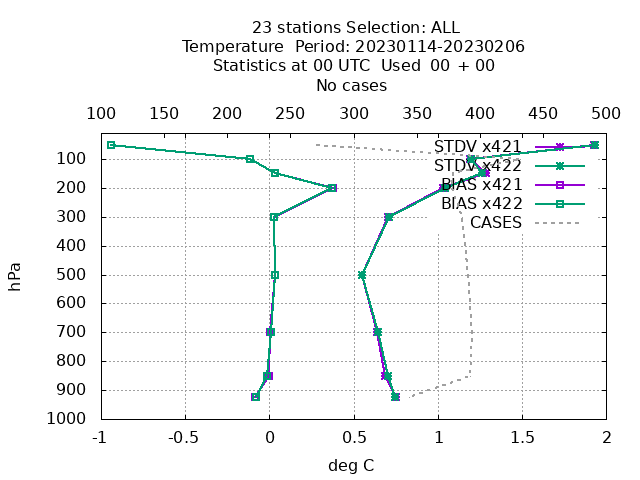 23 stations Selection: ALL
Temperature  Period: 20230114-20230206
Statistics at 00 UTC  Used  00 + 00
No cases
100 150 200 250 300 350 400 450 500
STDV x421
STDV x422
BIAS x421
BIAS x422
CASES
100
200
300
400
500
600
700
800
900
1000
hPa
-1 -0.5 0 0.5 1 1.5 2
deg C